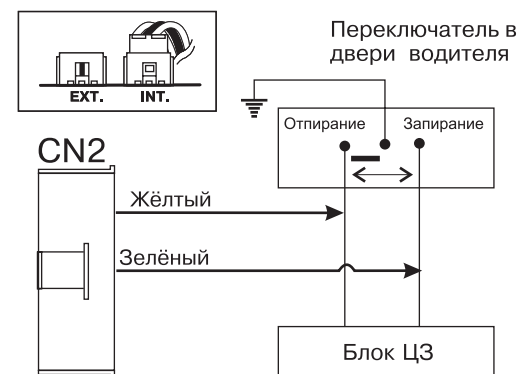 EXT. INT.
Переключатель в
двери водителя
Отпирание Запирание
CN2
Жёлтый
Зелёный
Блок ЦЗ